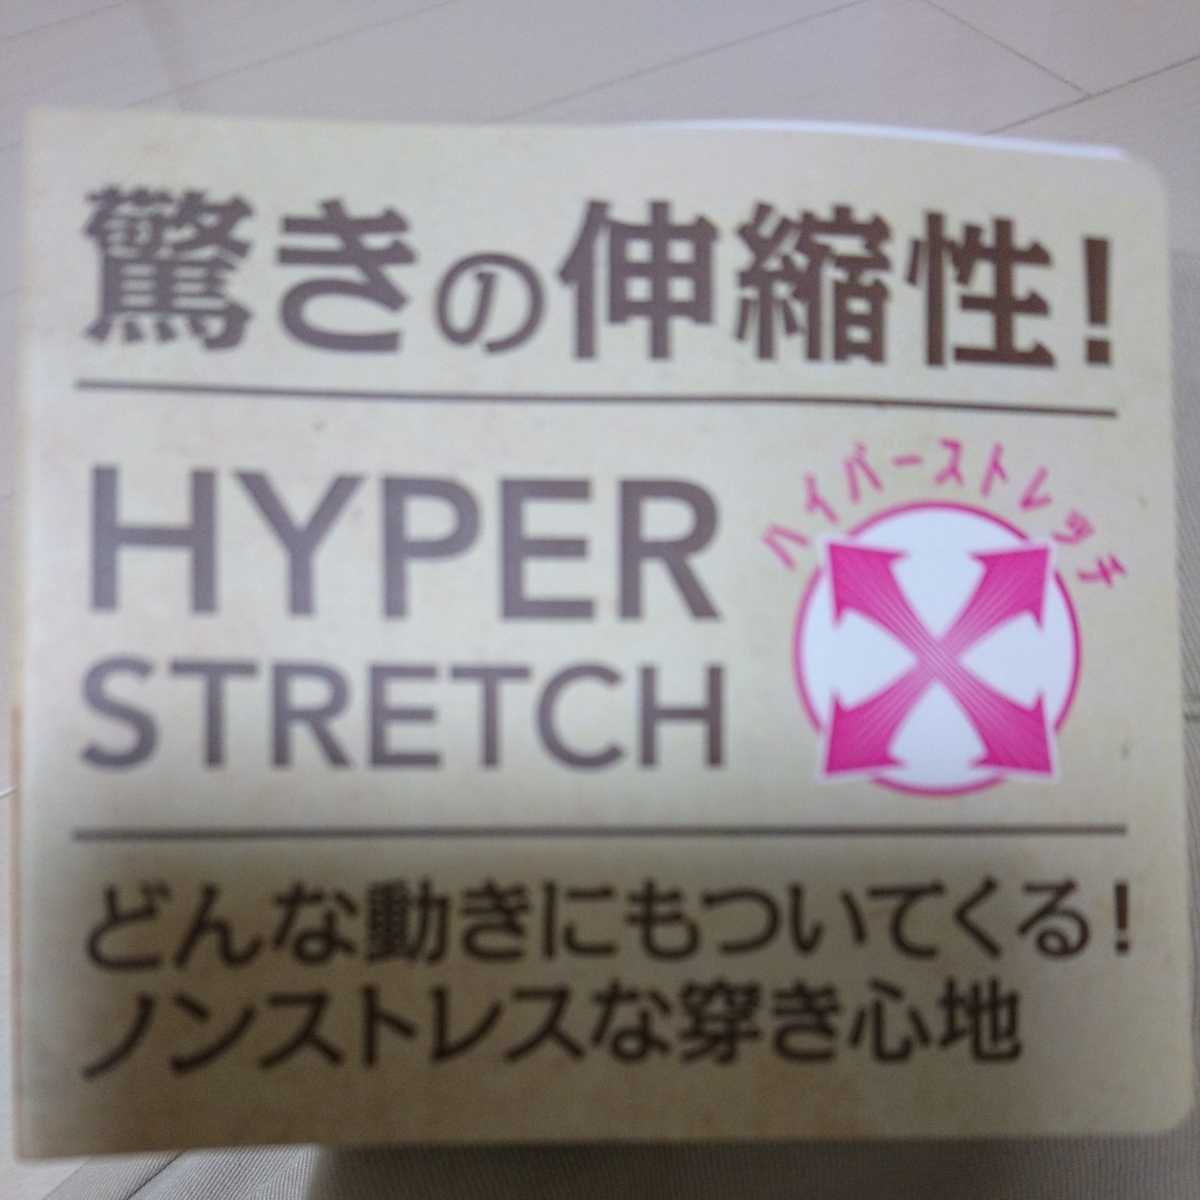 驚きの伸縮性!
HYPER
STRETCH
ハイパーストレッチ
どんな動きにもついてくる!
ノンストレスな穿き心地